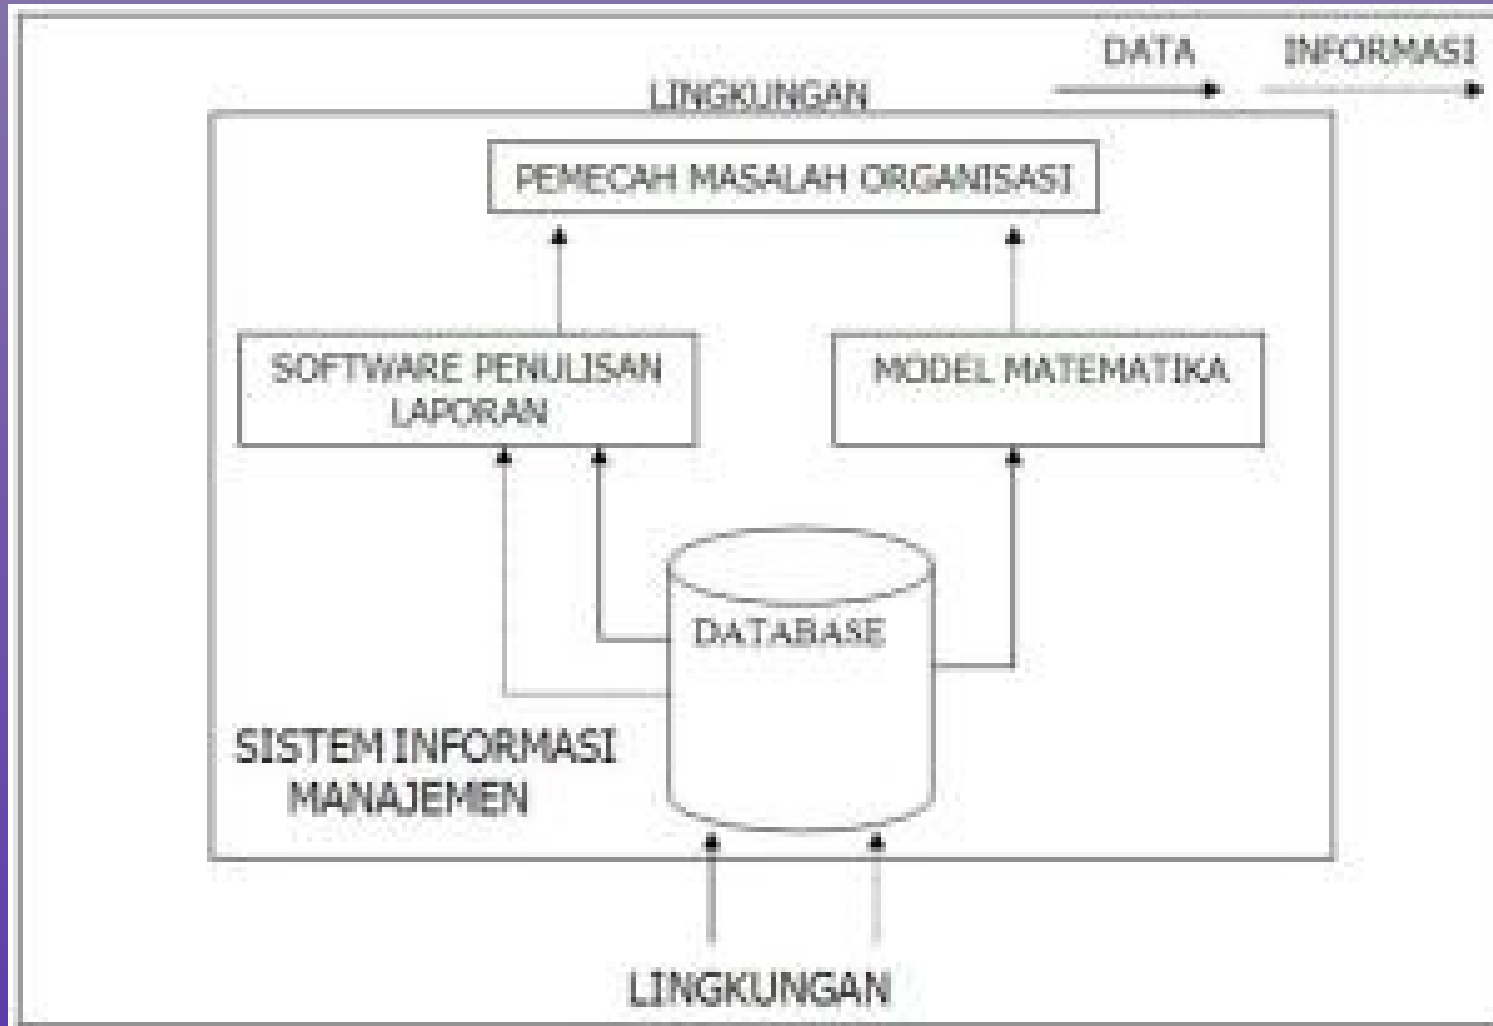 DATA
INFORMASI
LINGKUNGAN
PEMECAH MASALAH ORGANISASI
SOFTWARE PENULISAN
LAPORAN
MODEL MATEMATIKA
DATABASE
SISTEM INFORMASI
MANAJEMEN
LINGKUNGAN